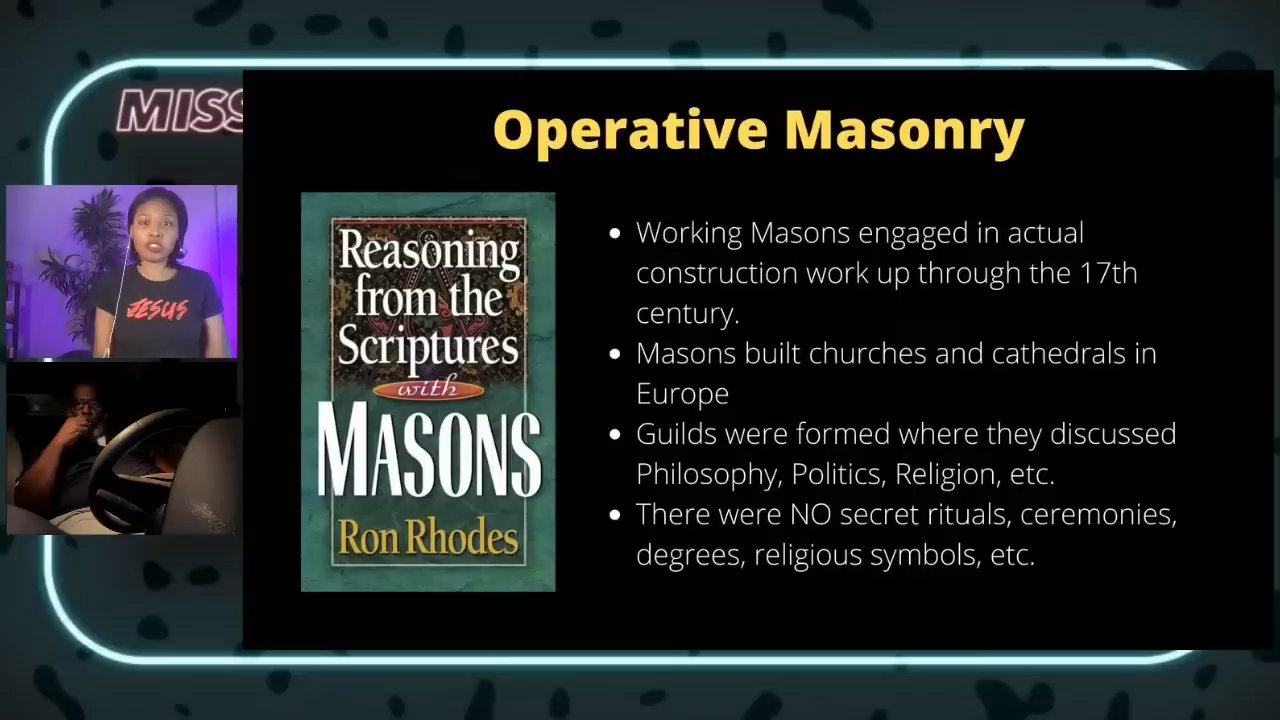 MISS
Operative Masonry
JESUS
Reasoning
from the
Scriptures
with
MASONS
Ron Rhodes
• Working Masons engaged in actual
construction work up through the 17th
century.
• Masons built churches and cathedrals in
Europe
• Guilds were formed where they discussed
Philosophy, Politics, Religion, etc.
• There were NO secret rituals, ceremonies,
degrees, religious symbols, etc.